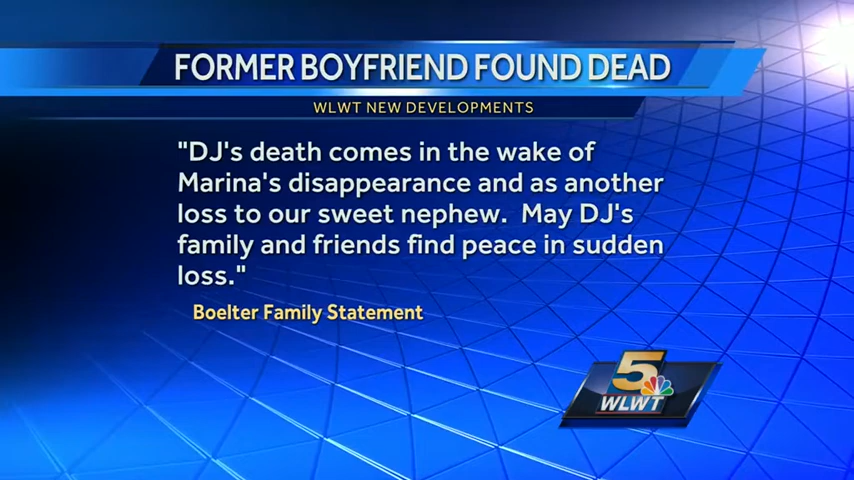 FORMER BOYFRIEND FOUND DEAD
WLWT NEW DEVELOPMENTS
"DJ's death comes in the wake of
Marina's disappearance and as another
loss to our sweet nephew.  May DJ's
family and friends find peace in sudden
loss."
Boelter Family Statement
5
WLWT